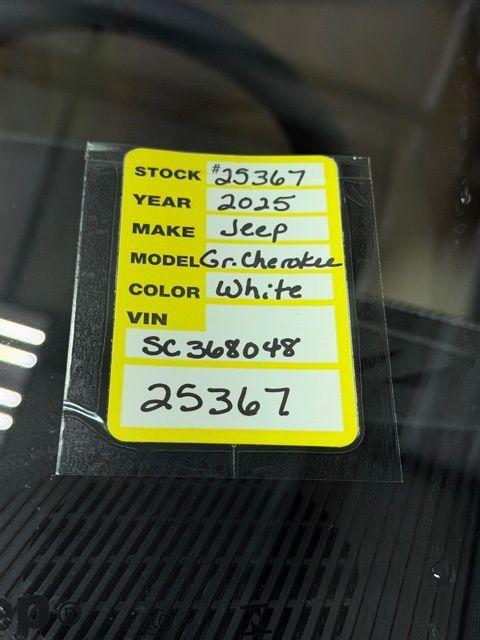 STOCK #25367
YEAR 2025
MAKE Jeep
MODEL Gr.Cherokee
COLOR White
VIN
SC368048
25367